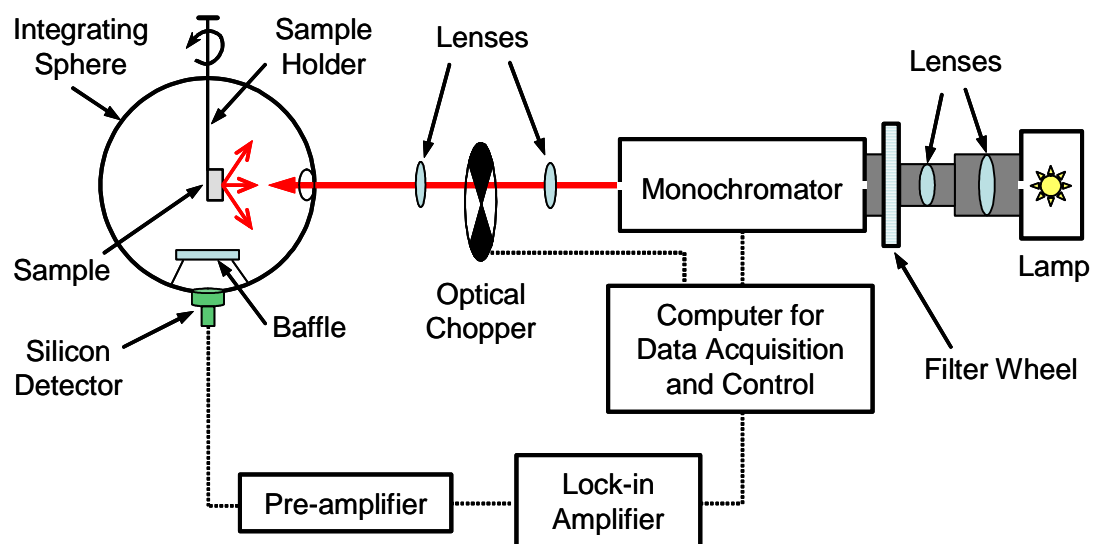 Integrating
Sphere
Sample
Holder
Lenses
Lenses
Monochromator
Lamp
Sample
Baffle
Silicon
Detector
Optical
Chopper
Computer for
Data Acquisition
and Control
Filter Wheel
Pre-amplifier
Lock-in
Amplifier